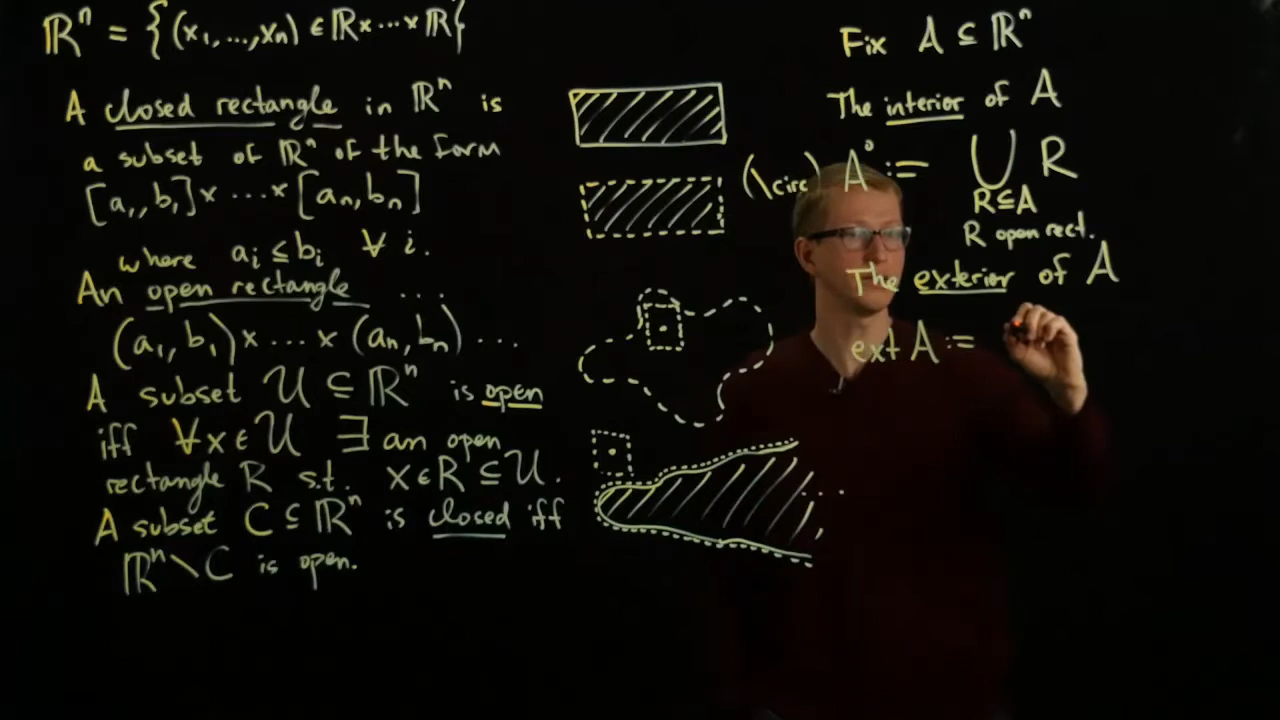 ℝⁿ = {(x₁,...,xₙ) ∈ ℝ×···×ℝ}
A closed rectangle in ℝⁿ is
a subset of ℝⁿ of the form
[a₁,b₁]×...×[aₙ,bₙ]
where aᵢ ≤ bᵢ ∀ i.
An open rectangle ...
(a₁,b₁)×...×(aₙ,bₙ)...
A subset U ⊆ ℝⁿ is open
iff ∀x∈U ∃ an open
rectangle R s.t. x∈R⊆U.
A subset C⊆ℝⁿ is closed iff
ℝⁿ\C is open.
Fix A ⊆ ℝⁿ
The interior of A
(\circ) A° := ⋃ R
R⊆A
R open rect.
The exterior of A
ext A :=